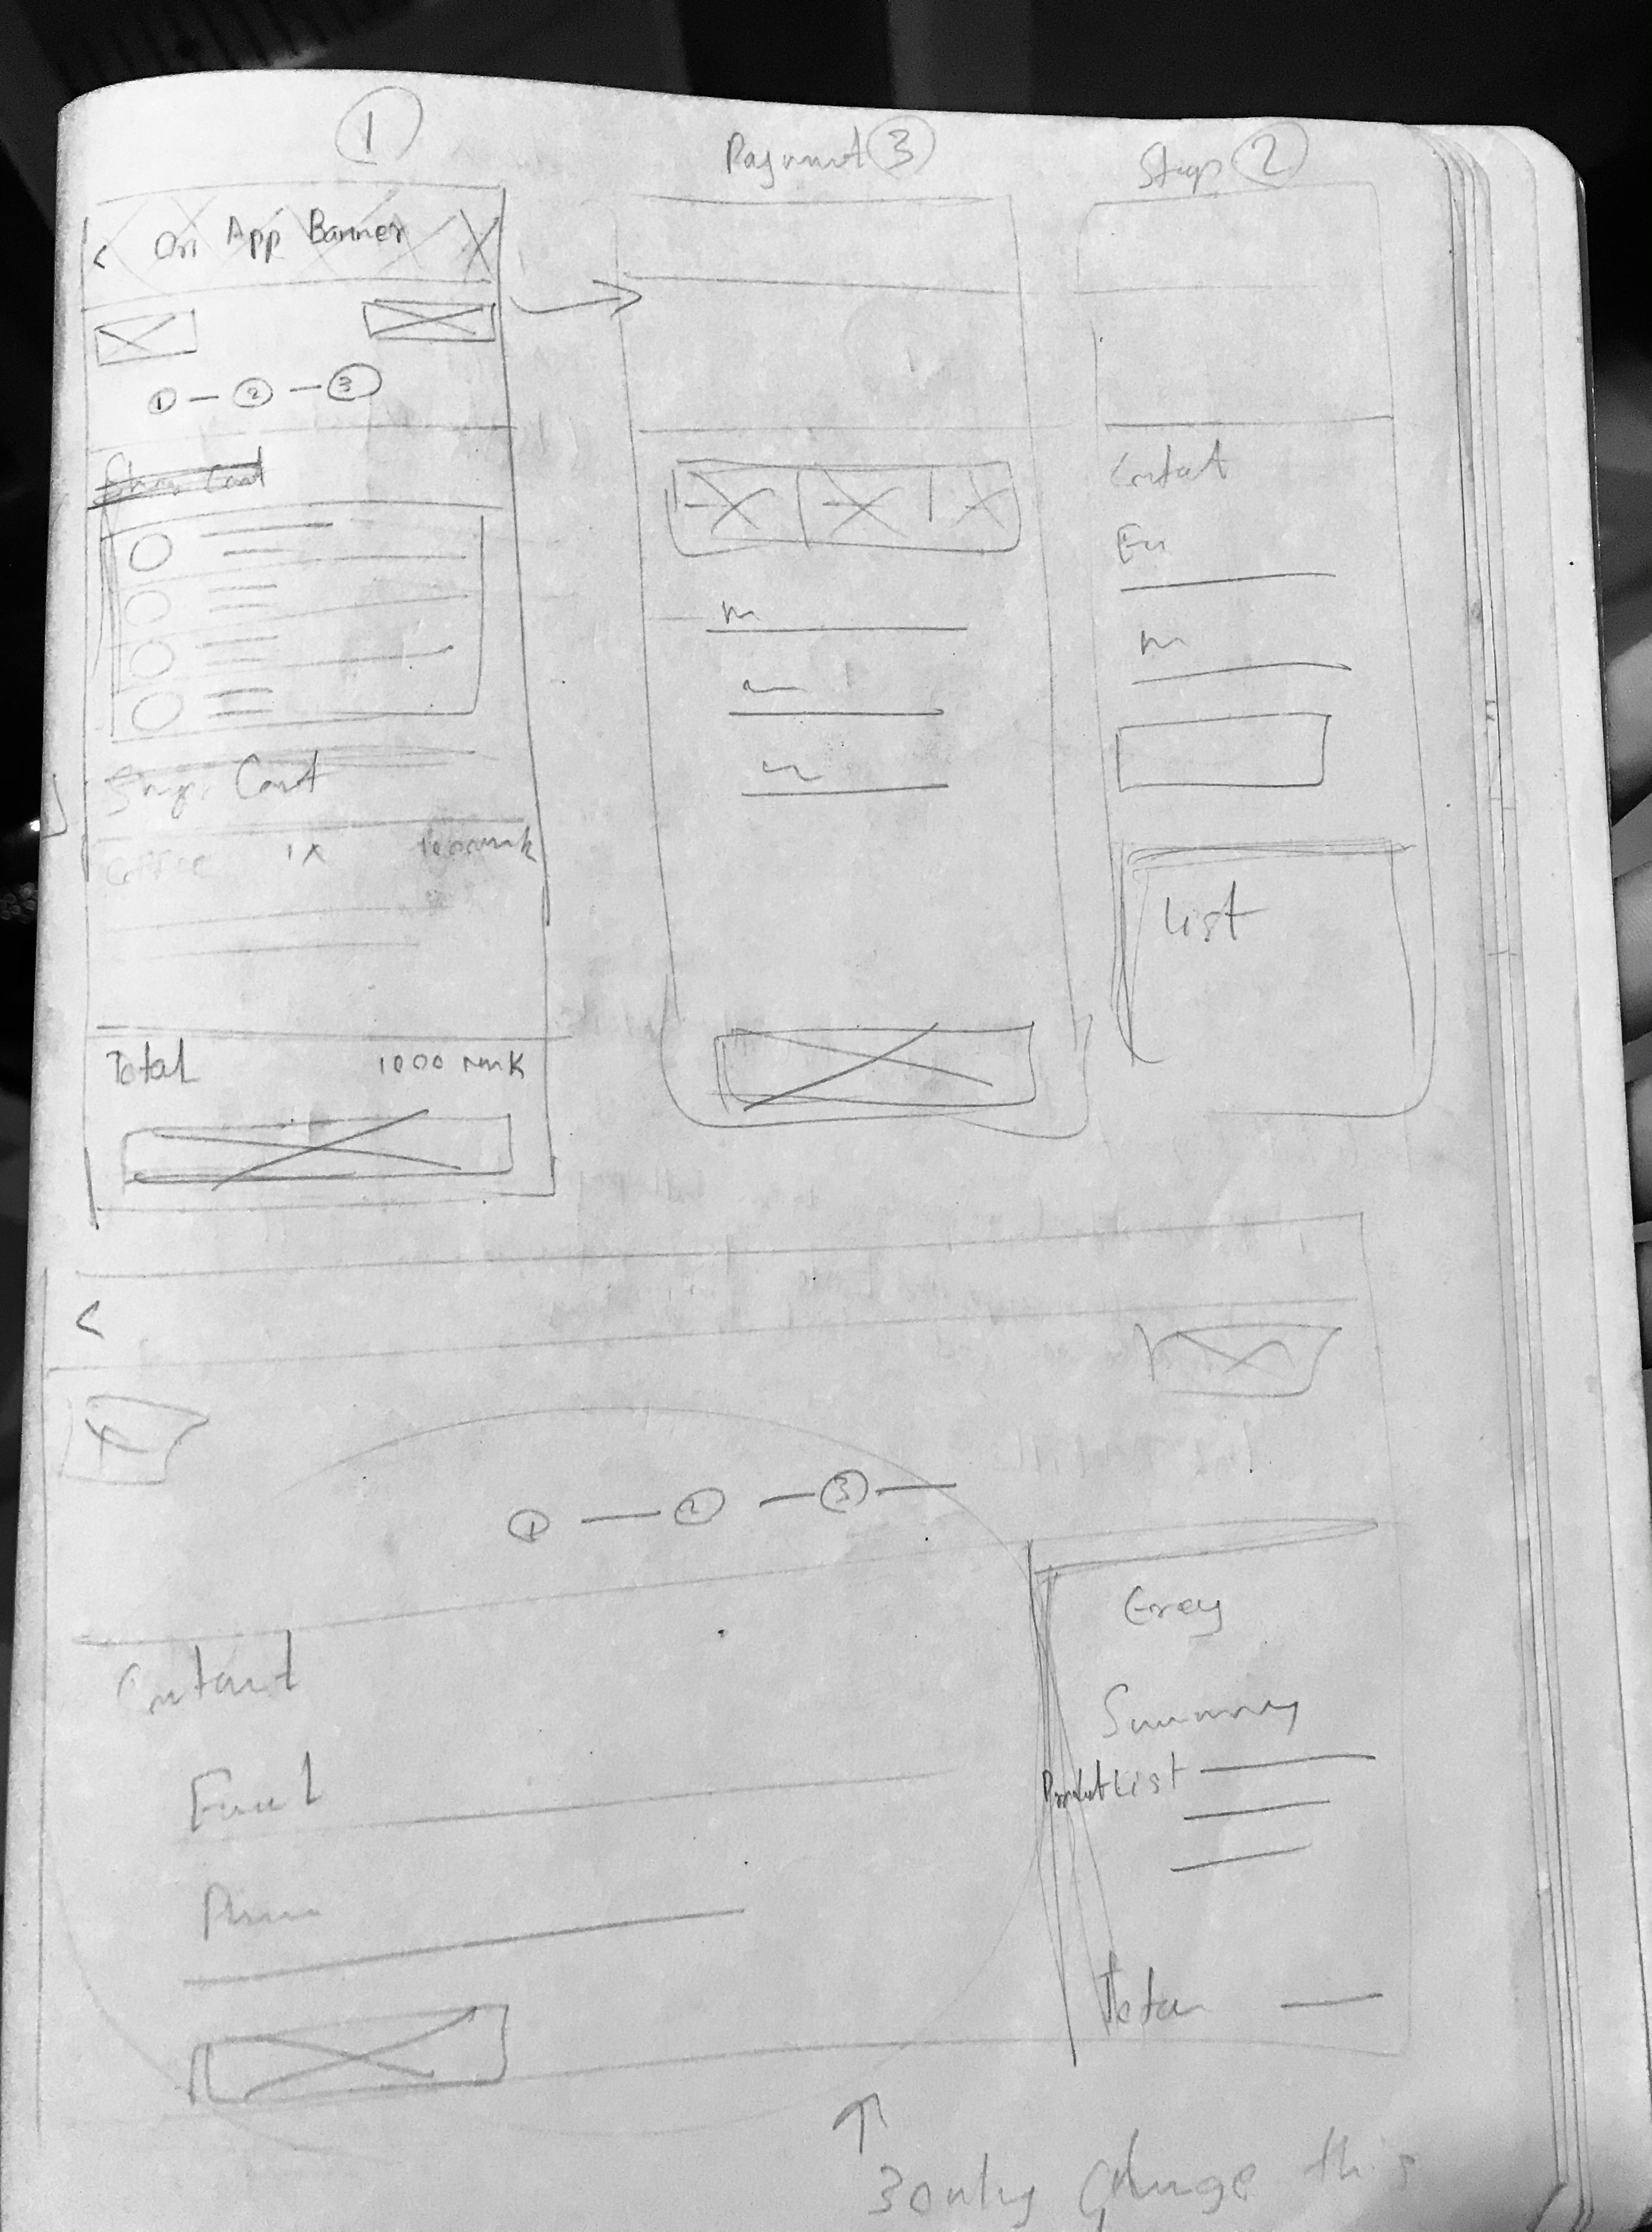 1
< On App Banner X
1 — 2 — 3
Shop Cart
Shop. Cart
Coffee 1x 1000mmk
Total 1000 mmk
Payment 3
Step 2
Contact
Em
List
<
1 — 2 — 3 —
Contact
Email
Phone
Grey
Summary
Product List
Total
3 only change this